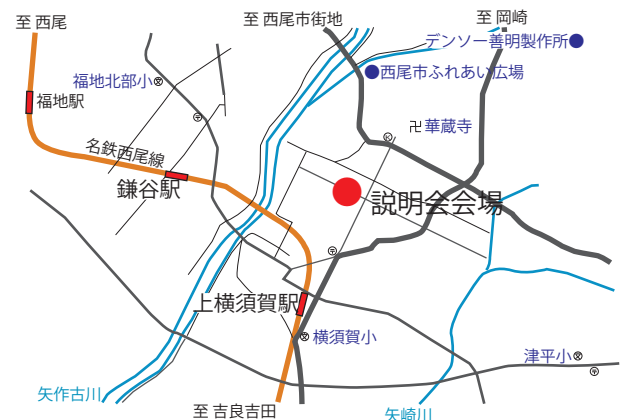 至 西尾
至 西尾市街地
至 岡崎
デンソー善明製作所
福地北部小
西尾市ふれあい広場
福地駅
卍華蔵寺
名鉄西尾線
鎌谷駅
説明会会場
上横須賀駅
横須賀小
津平小
矢作古川
至 吉良吉田
矢崎川